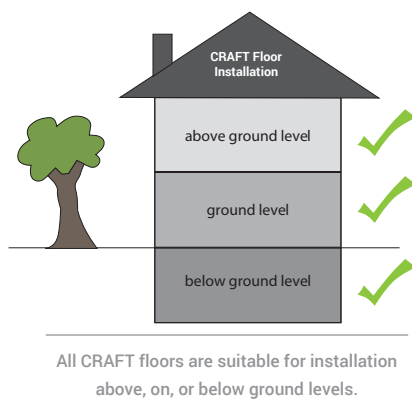 CRAFT Floor
Installation
above ground level
ground level
below ground level
All CRAFT floors are suitable for installation
above, on, or below ground levels.